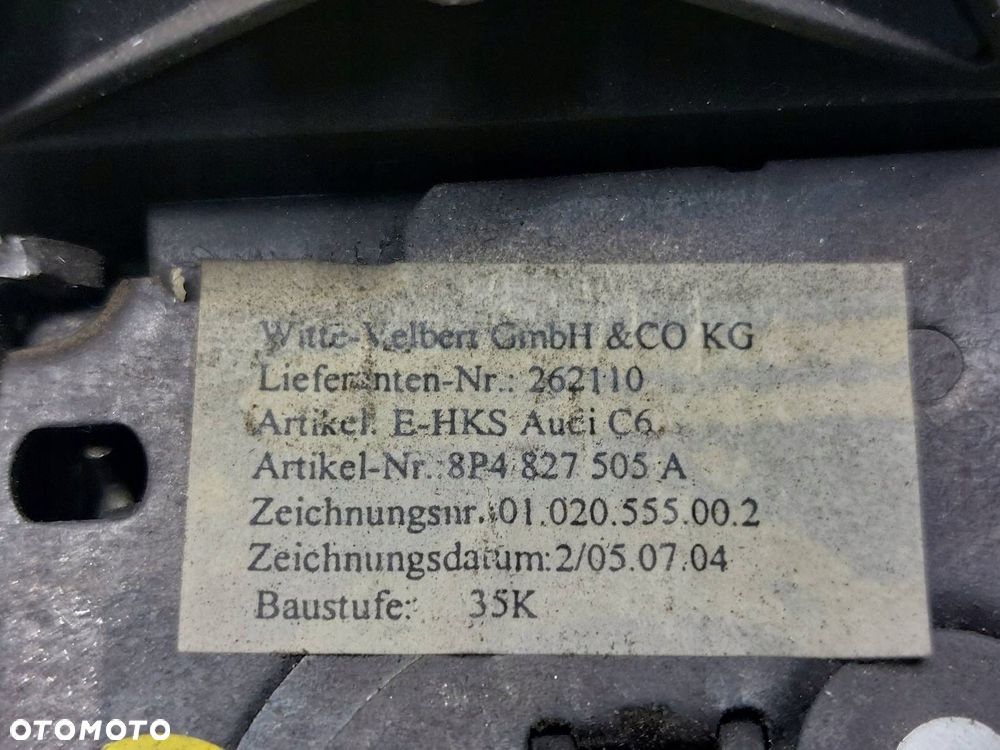 Witte-Velbert GmbH &CO KG
Lieferanten-Nr.: 262110
Artikel: E-HKS Audi C6
Artikel-Nr.:8P4 827 505 A
Zeichnungsnr.:01.020.555.00.2
Zeichnungsdatum:2/05.07.04
Baustufe: 35K
OTOMOTO